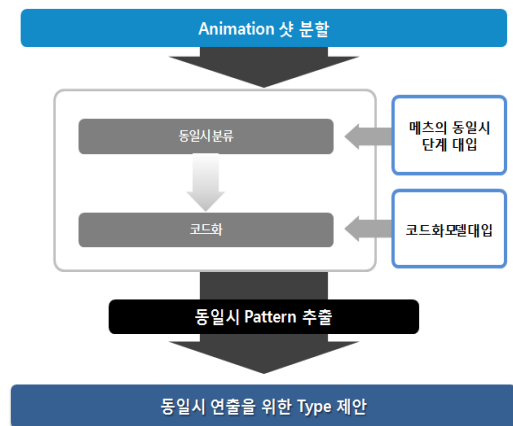 Animation 샷 분할
동일시분류
메츠의 동일시
단계 대입
코드화
코드화모델대입
동일시 Pattern 추출
동일시 연출을 위한 Type 제안